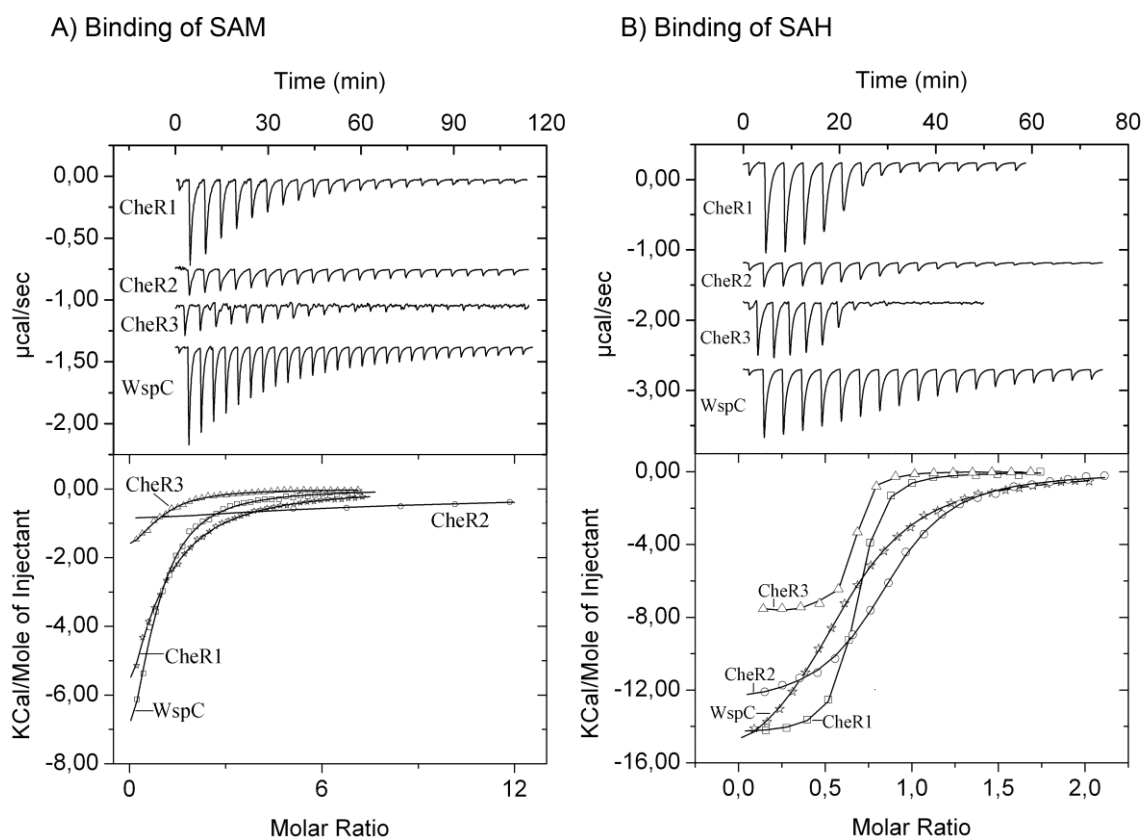 A) Binding of SAM
Time (min)
0 30 60 90 120
0,00
-0,50
-1,00
-1,50
-2,00
µcal/sec
CheR1
CheR2
CheR3
WspC
0,00
-2,00
-4,00
-6,00
-8,00
KCal/Mole of Injectant
CheR3
CheR2
CheR1
WspC
0 6 12
Molar Ratio
B) Binding of SAH
Time (min)
0 20 40 60 80
0,00
-1,00
-2,00
-3,00
µcal/sec
CheR1
CheR2
CheR3
WspC
0,00
-4,00
-8,00
-12,00
-16,00
KCal/Mole of Injectant
CheR3
CheR2
WspC
CheR1
0,0 0,5 1,0 1,5 2,0
Molar Ratio